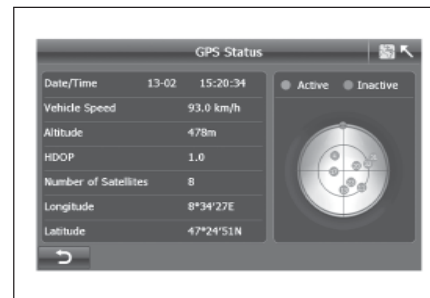 GPS Status
Date/Time 13-02 15:20:34
Active Inactive
Vehicle Speed 93.0 km/h
Altitude 478m
HDOP 1.0
Number of Satellites 8
Longitude 8°34'27E
Latitude 47°24'51N